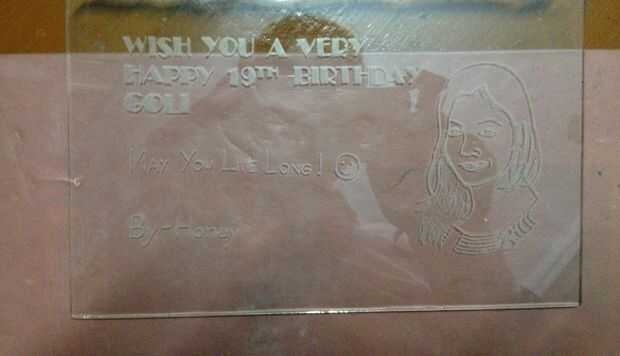 WISH YOU A VERY
HAPPY 19TH BIRTHDAY
GOLI !
MAY YOU LIVE LONG! ☺
By-Honey